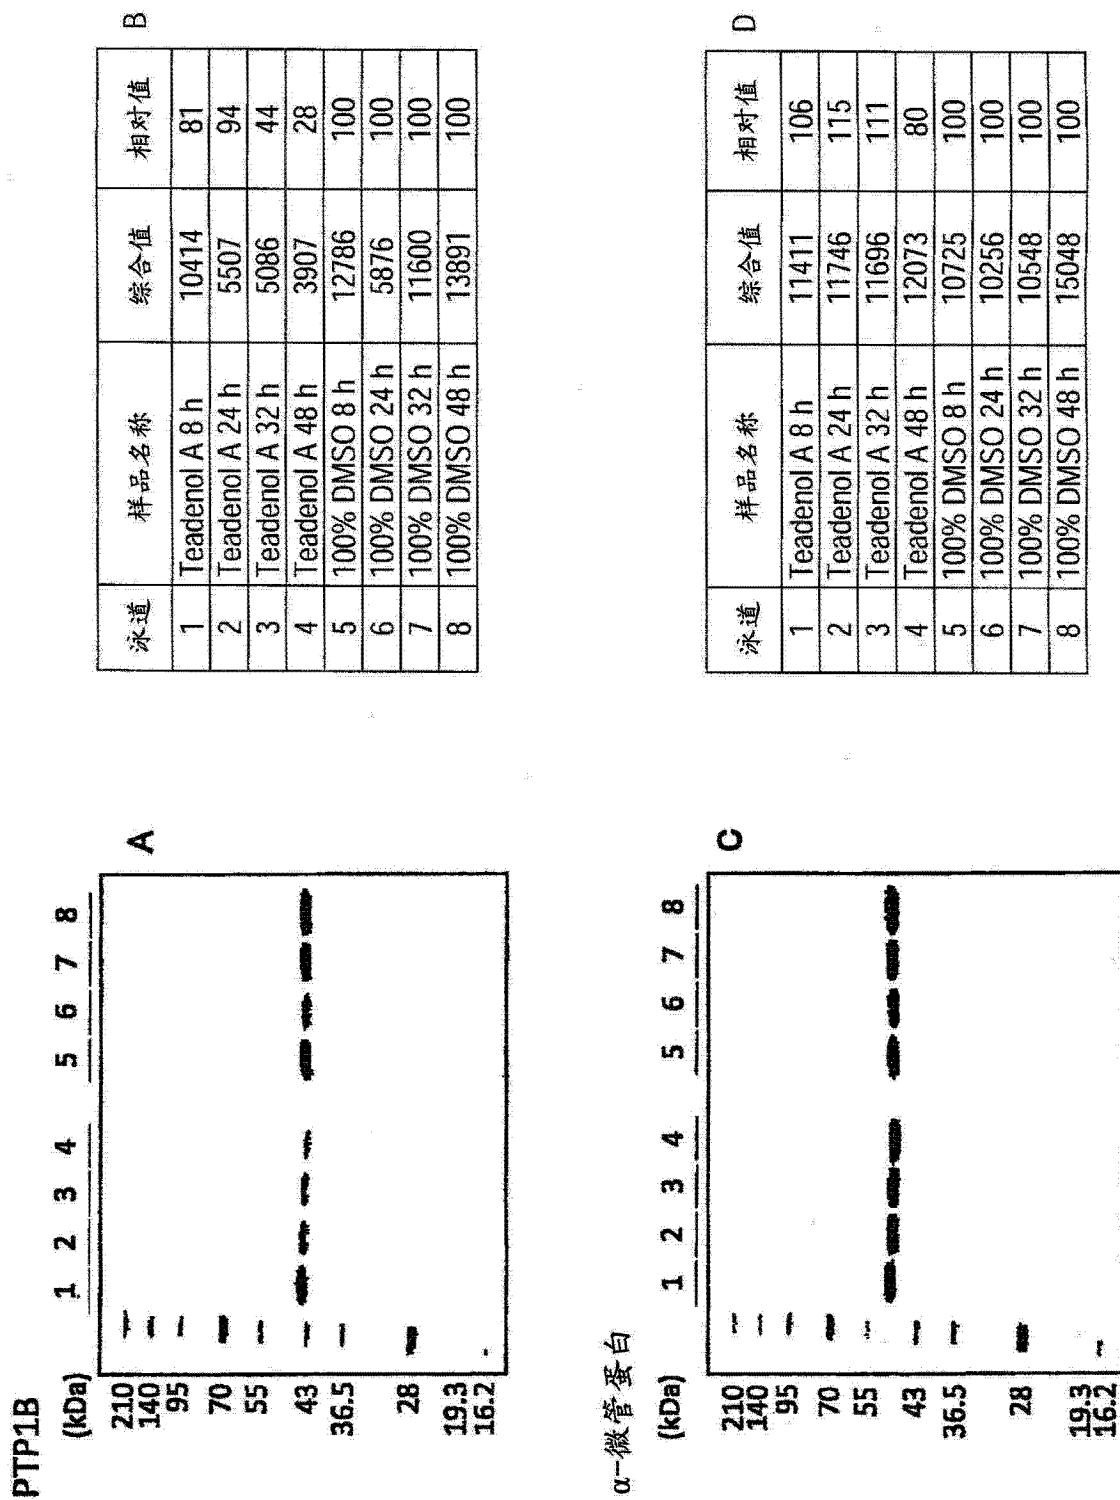 PTP1B
(kDa)
210
140
95
70
55
43
36.5
28
19.3
16.2
1 2 3 4 5 6 7 8
A
泳道 样品名称 综合值 相对值
1 Teadenol A 8 h 10414 81
2 Teadenol A 24 h 5507 94
3 Teadenol A 32 h 5086 44
4 Teadenol A 48 h 3907 28
5 100% DMSO 8 h 12786 100
6 100% DMSO 24 h 5876 100
7 100% DMSO 32 h 11600 100
8 100% DMSO 48 h 13891 100
B
α-微管蛋白
(kDa)
210
140
95
70
55
43
36.5
28
19.3
16.2
1 2 3 4 5 6 7 8
C
泳道 样品名称 综合值 相对值
1 Teadenol A 8 h 11411 106
2 Teadenol A 24 h 11746 115
3 Teadenol A 32 h 11696 111
4 Teadenol A 48 h 12073 80
5 100% DMSO 8 h 10725 100
6 100% DMSO 24 h 10256 100
7 100% DMSO 32 h 10548 100
8 100% DMSO 48 h 15048 100
D